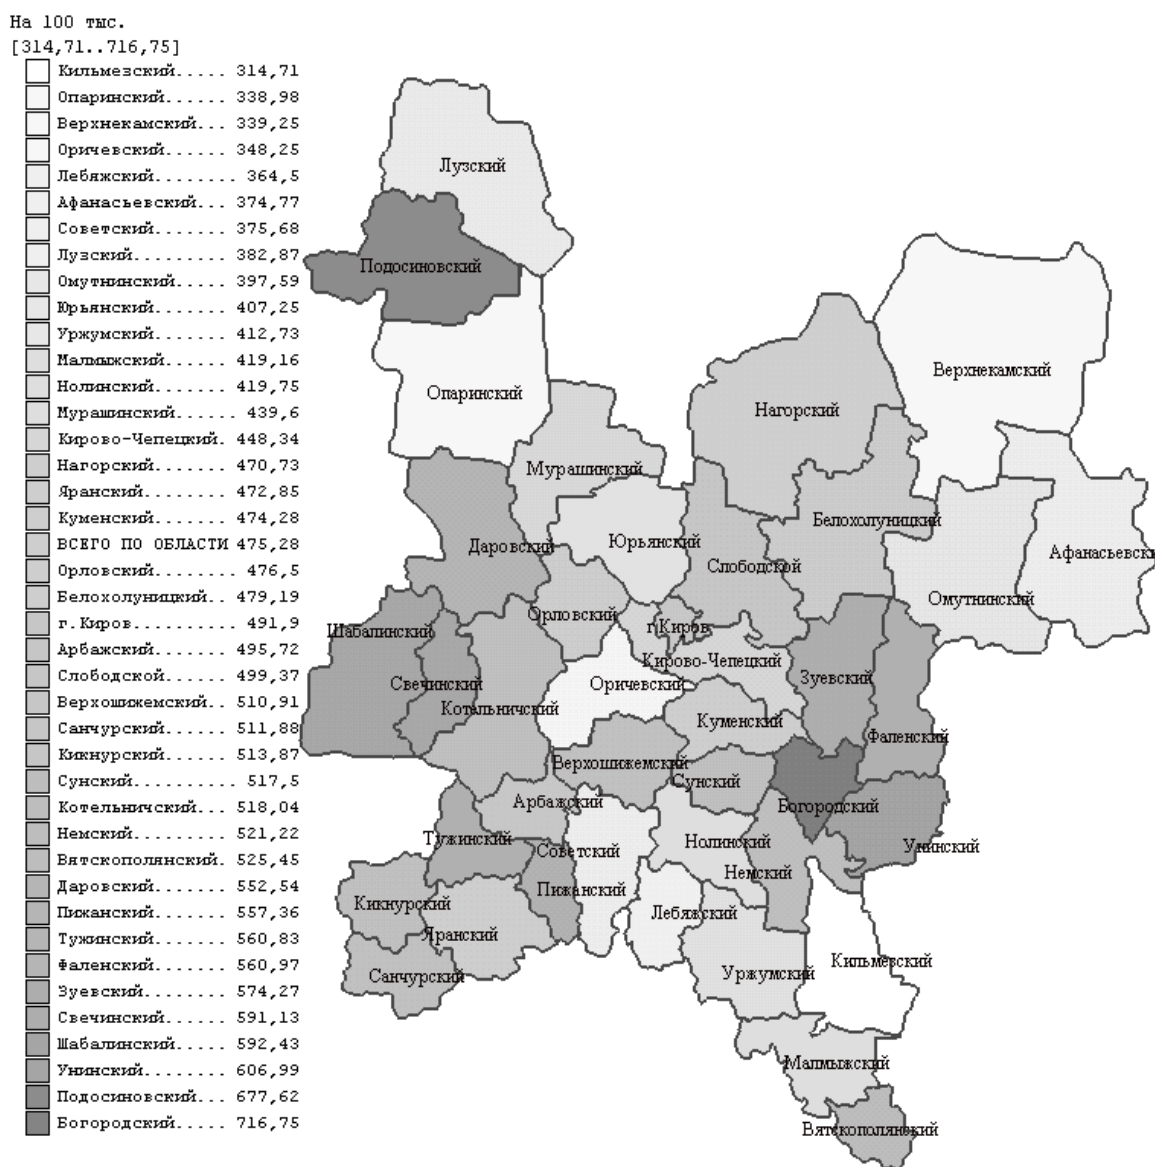 На 100 тыс.
[314,71..716,75]
Кильмезский..... 314,71
Опаринский...... 338,98
Верхнекамский... 339,25
Оричевский...... 348,25
Лебяжский........ 364,5
Афанасьевский... 374,77
Советский....... 375,68
Лузский......... 382,87
Омутнинский..... 397,59
Юрьянский....... 407,25
Уржумский....... 412,73
Малмыжский...... 419,16
Нолинский....... 419,75
Мурашинский...... 439,6
Кирово-Чепецкий. 448,34
Нагорский....... 470,73
Яранский........ 472,85
Куменский....... 474,28
ВСЕГО ПО ОБЛАСТИ 475,28
Орловский........ 476,5
Белохолуницкий.. 479,19
г.Киров.......... 491,9
Арбажский....... 495,72
Слободской...... 499,37
Верхошижемский.. 510,91
Санчурский...... 511,88
Кикнурский...... 513,87
Сунский.......... 517,5
Котельничский... 518,04
Немский......... 521,22
Вятскополянский. 525,45
Даровский....... 552,54
Пижанский....... 557,36
Тужинский....... 560,83
Фаленский....... 560,97
Зуевский........ 574,27
Свечинский...... 591,13
Шабалинский..... 592,43
Унинский........ 606,99
Подосиновский... 677,62
Богородский..... 716,75
Лузский
Подосиновский
Опаринский
Верхнекамский
Нагорский
Мурашинский
Белохолуницкий
Юрьянский
Даровский
Афанасьевски
Слободской
Омутнинский
Орловский
г.Киров
Шабалинский
Кирово-Чепецкий
Зуевский
Свечинский
Оричевский
Котельничский
Куменский
Фаленский
Верхошижемский
Сунский
Арбажский
Богородский
Тужинский
Нолинский
Унинский
Советский
Немский
Пижанский
Кикнурский
Лебяжский
Яранский
Кильмезский
Санчурский
Уржумский
Малмыжский
Вятскополянский